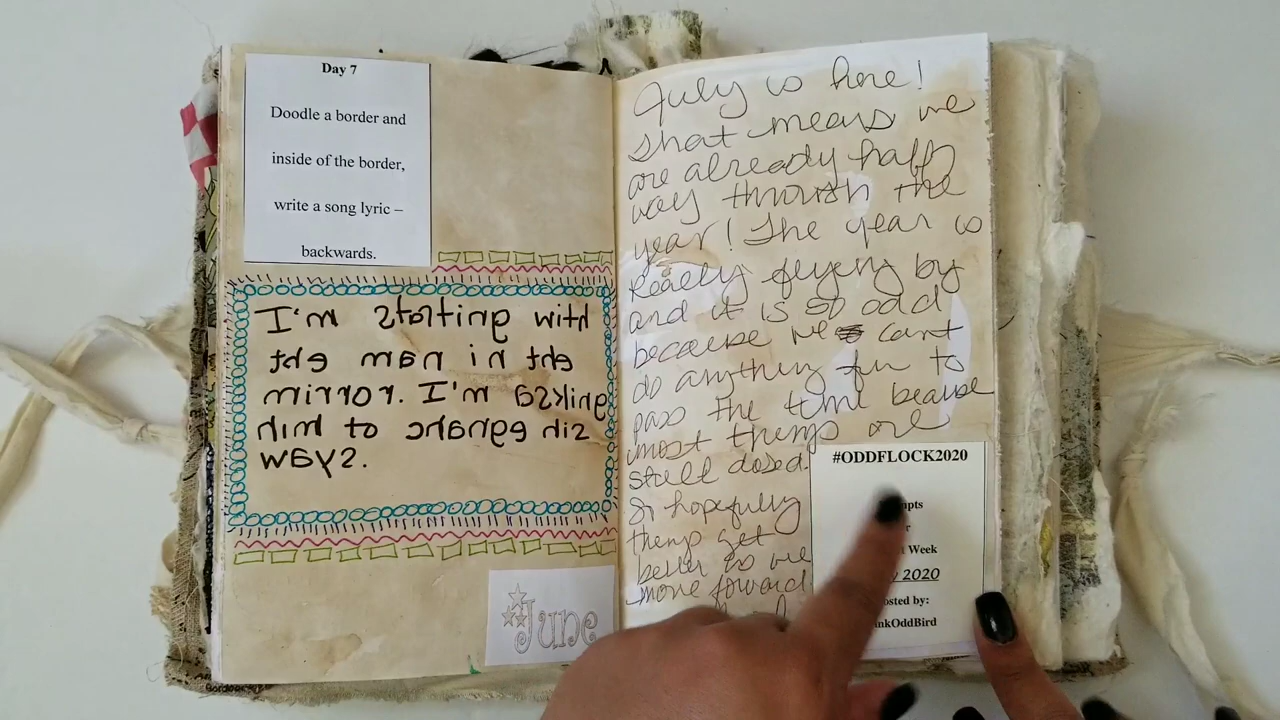 Day 7
Doodle a border and
inside of the border,
write a song lyric –
backwards.
I'm starting with
the man in the
mirror. I'm asking
him to change his
ways.
June
July is here!
That means we
are already half
way through the
year! The year is
Really flying by
and it is so odd
because we cant
do anything fun to
pass the time because
most things are
still closed.
So hopefully
things get
better as we
move forward
#ODDFLOCK2020
Week
2020